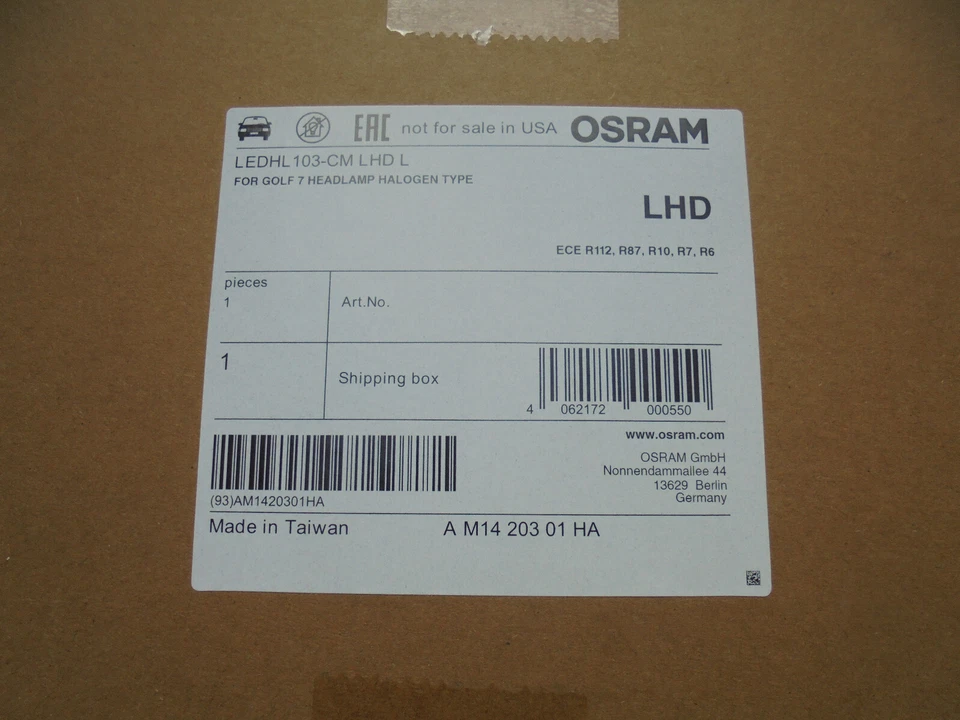 EAC not for sale in USA OSRAM
LEDHL103-CM LHD L
FOR GOLF 7 HEADLAMP HALOGEN TYPE
LHD
ECE R112, R87, R10, R7, R6
pieces
1
Art.No.
1
Shipping box
4 062172 000550
www.osram.com
OSRAM GmbH
Nonnendammallee 44
13629 Berlin
Germany
(93)AM1420301HA
Made in Taiwan A M14 203 01 HA